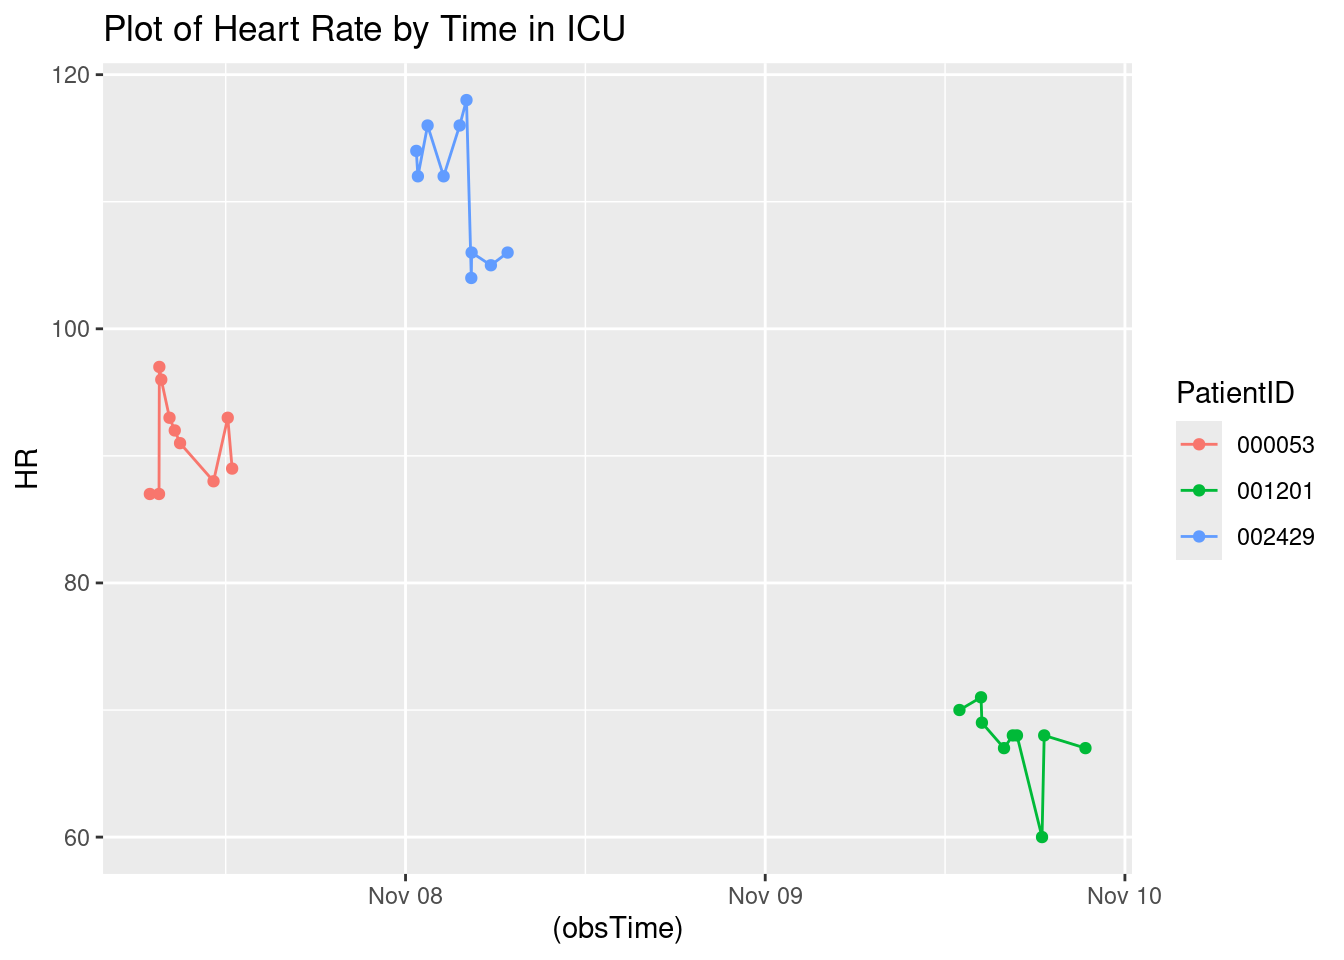 Plot of Heart Rate by Time in ICU
120
100
80
60
HR
Nov 08
Nov 09
Nov 10
(obsTime)
PatientID
000053
001201
002429